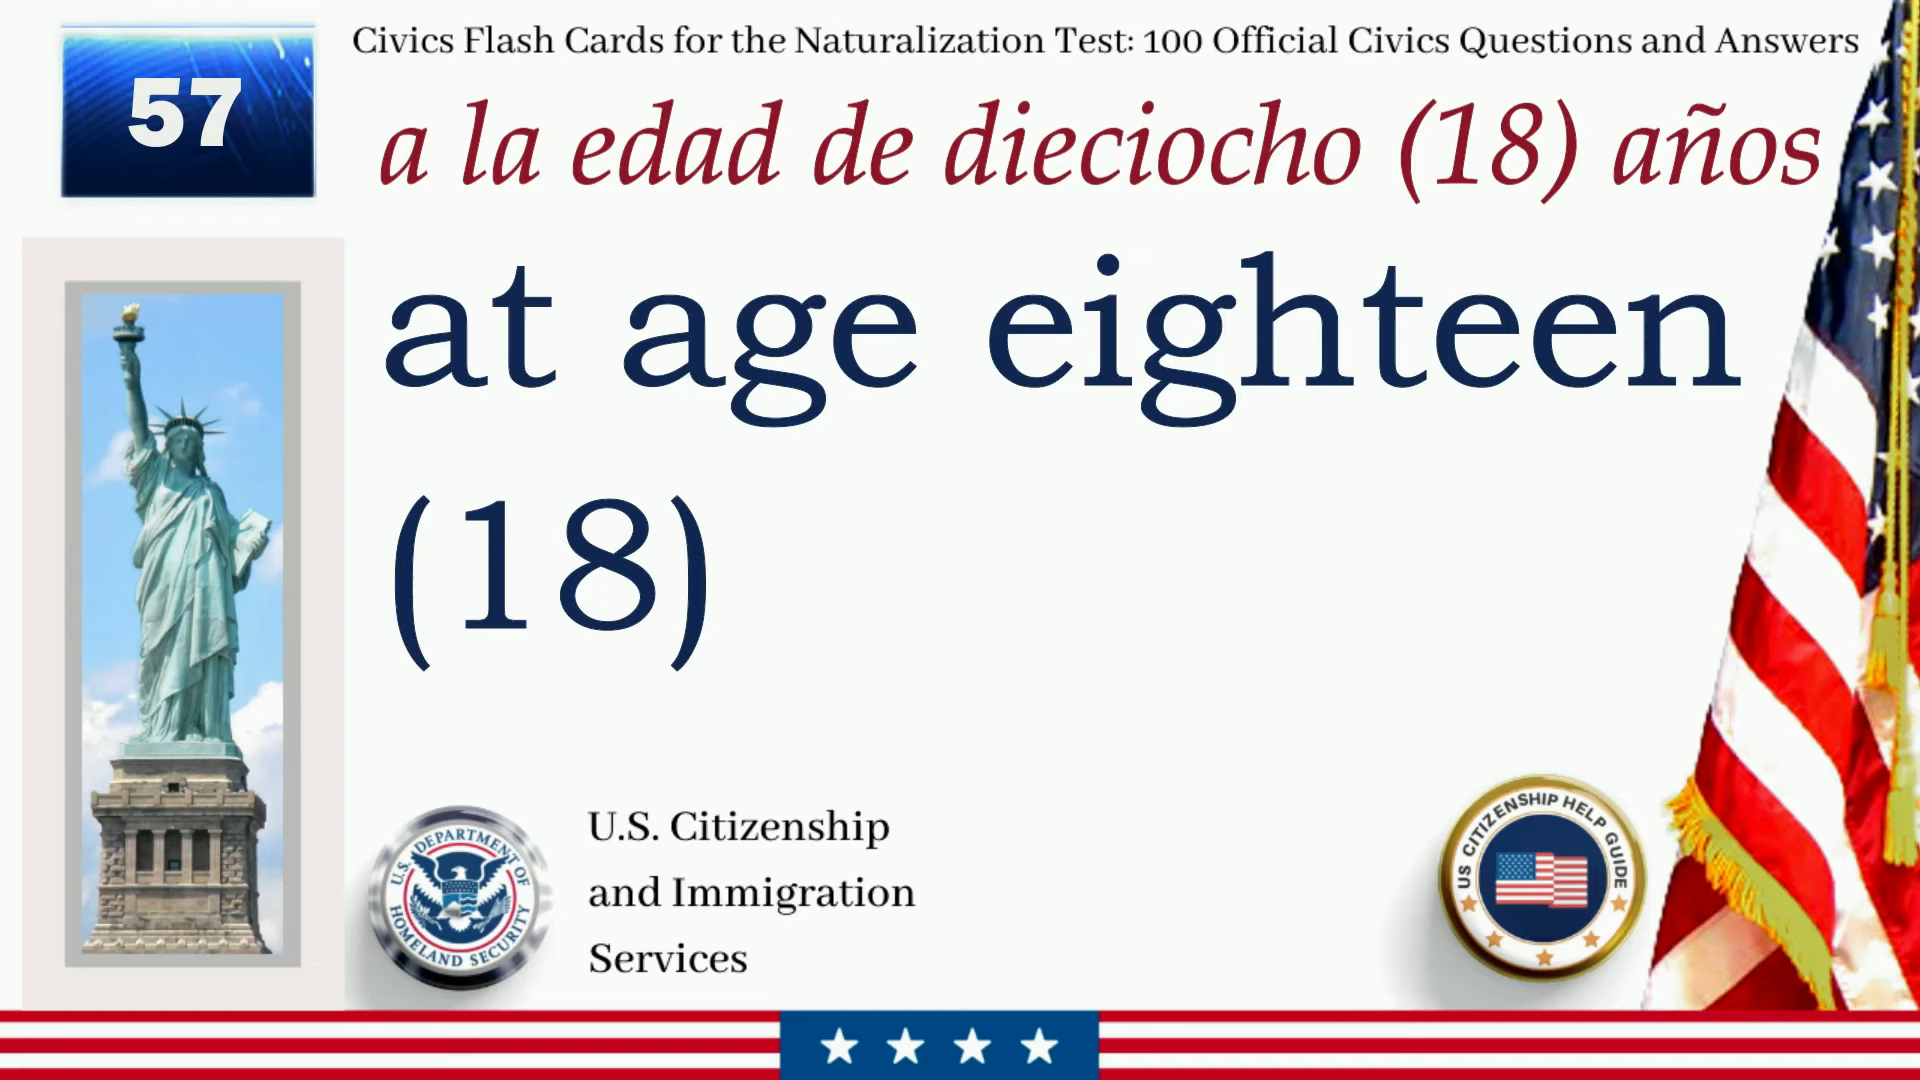 57
Civics Flash Cards for the Naturalization Test: 100 Official Civics Questions and Answers
a la edad de dieciocho (18) años
at age eighteen
(18)
U.S. DEPARTMENT OF
HOMELAND SECURITY
U.S. Citizenship
and Immigration
Services
US CITIZENSHIP HELP GUIDE